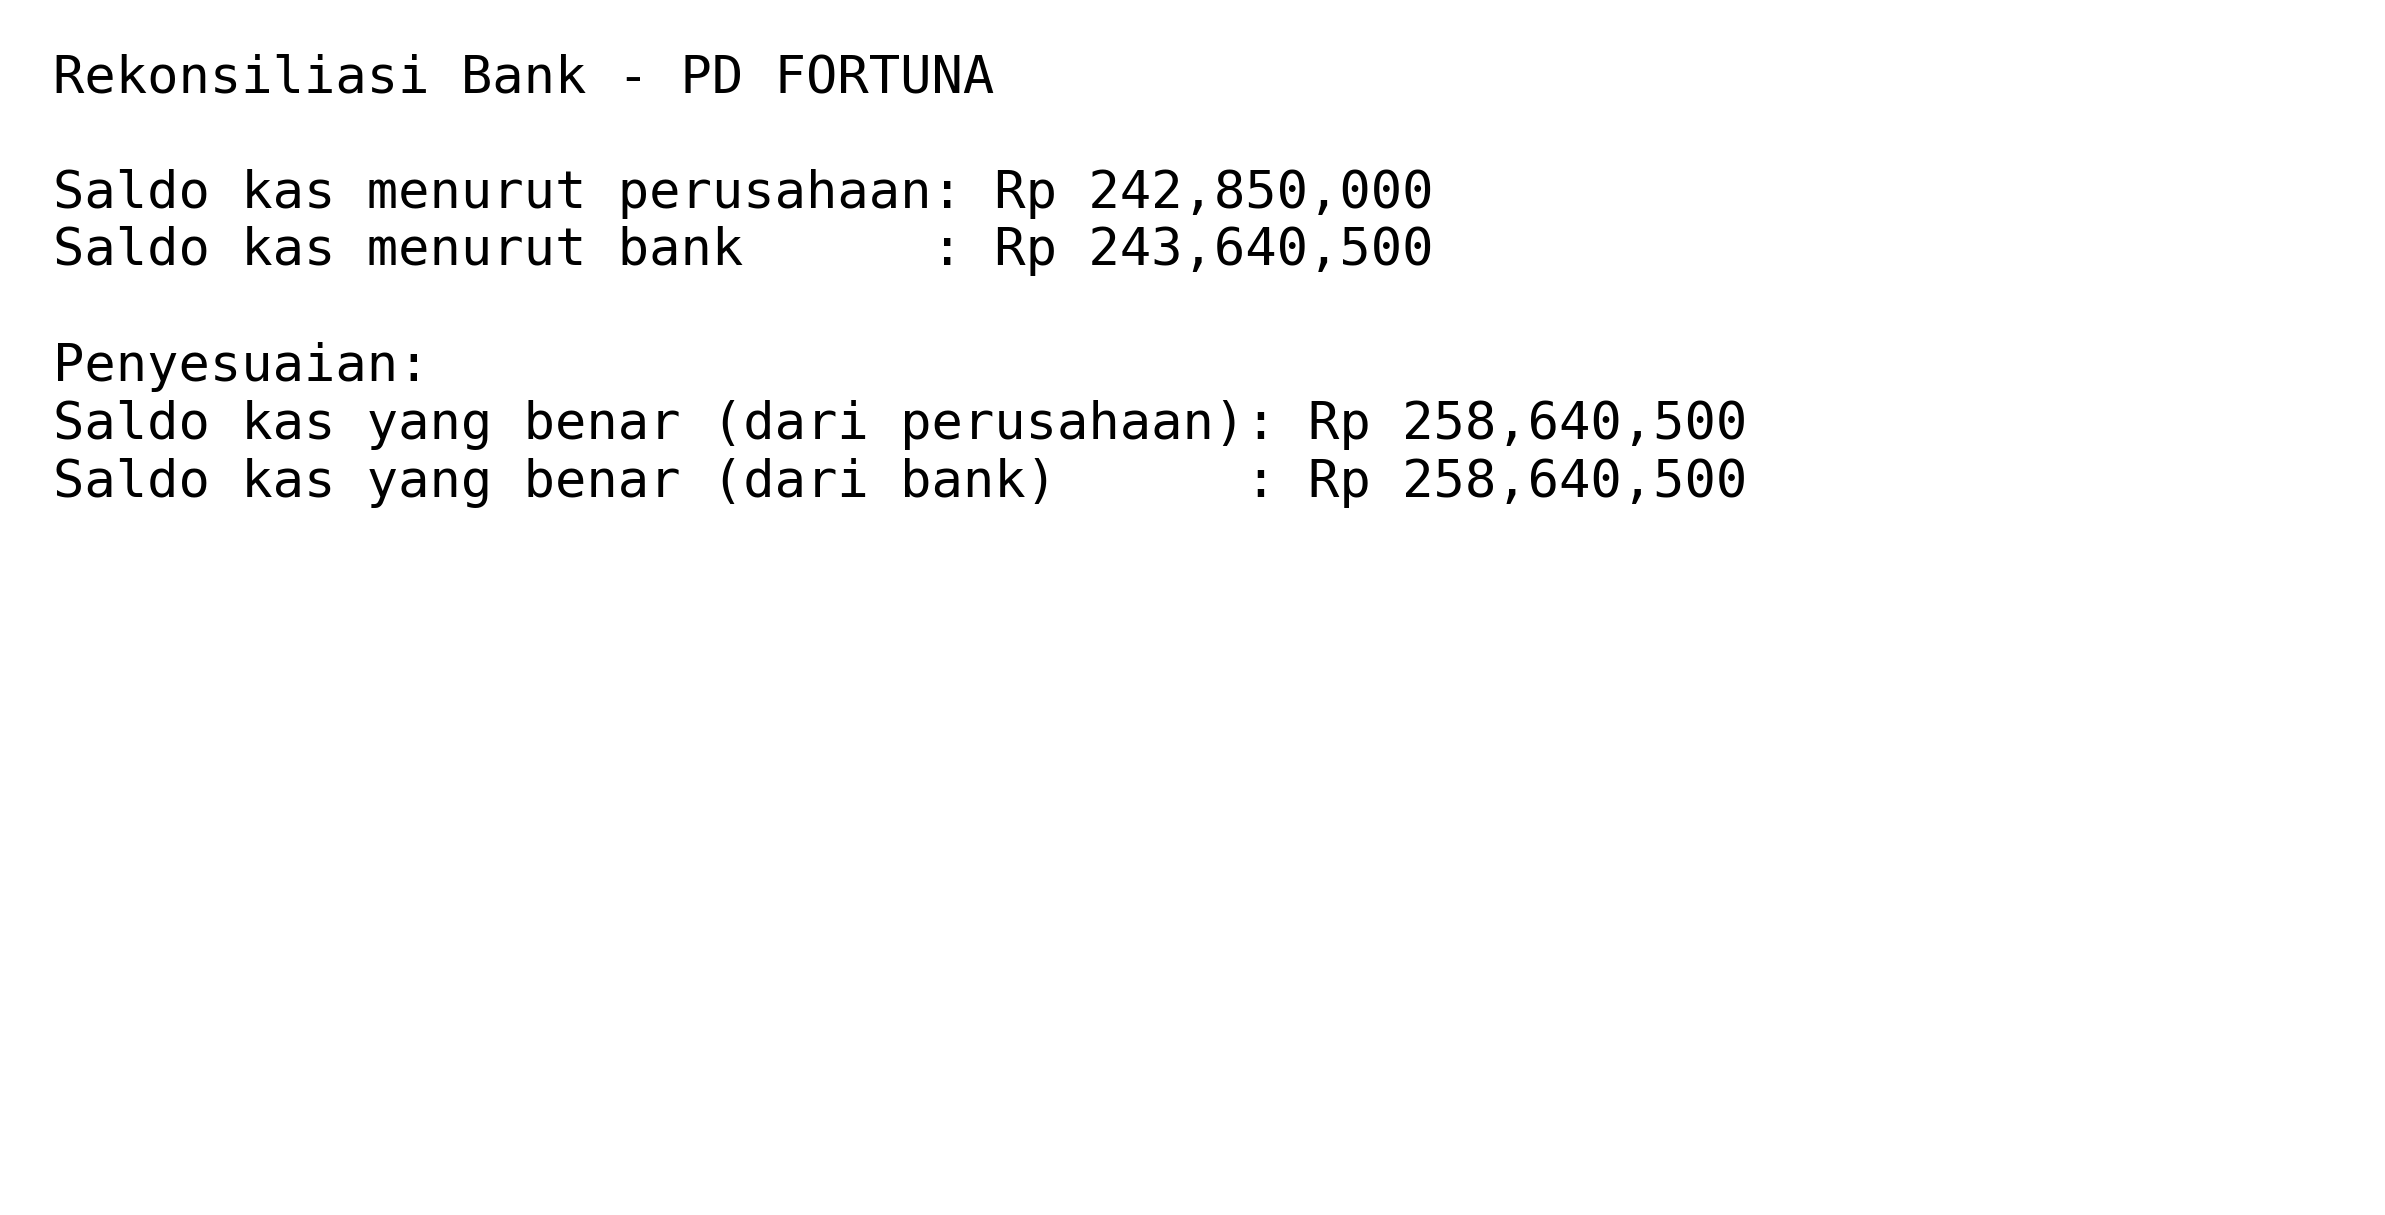 Rekonsiliasi Bank - PD FORTUNA
Saldo kas menurut perusahaan: Rp 242,850,000
Saldo kas menurut bank      : Rp 243,640,500
Penyesuaian:
Saldo kas yang benar (dari perusahaan): Rp 258,640,500
Saldo kas yang benar (dari bank)      : Rp 258,640,500